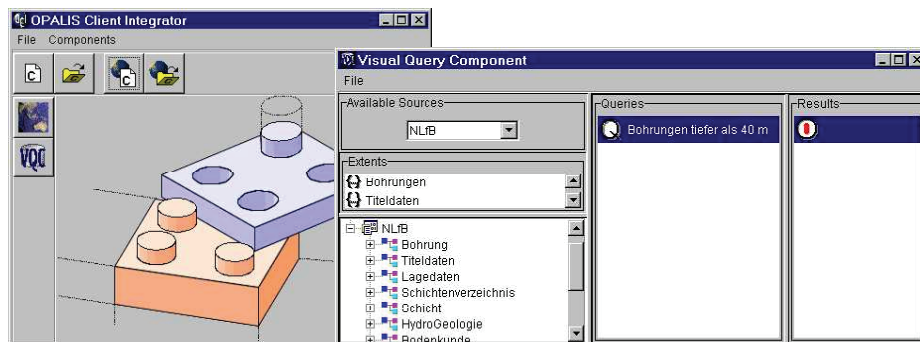 OPALIS Client Integrator
File Components
C
C
VQC
Visual Query Component
File
Available Sources
NLfB
Extents
Bohrungen
Titeldaten
NLfB
Bohrung
Titeldaten
Lagedaten
Schichtenverzeichnis
Schicht
HydroGeologie
Bodenkunde
Queries
Bohrungen tiefer als 40 m
Results